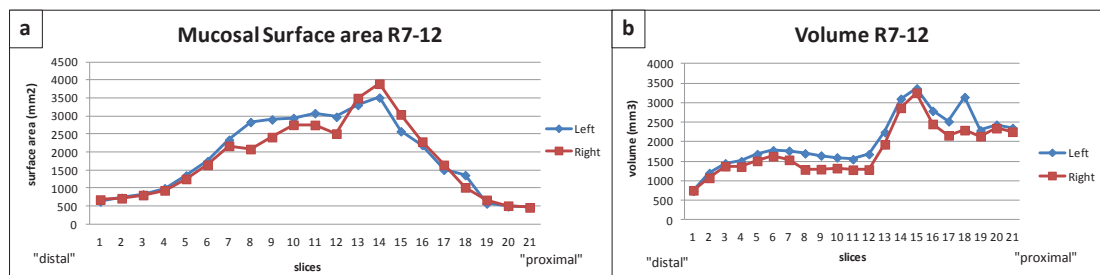 a
Mucosal Surface area R7-12
surface area (mm2)
4500
4000
3500
3000
2500
2000
1500
1000
500
0
1 2 3 4 5 6 7 8 9 10 11 12 13 14 15 16 17 18 19 20 21
"distal" slices "proximal"
Left
Right
b
Volume R7-12
volume (mm3)
4000
3500
3000
2500
2000
1500
1000
500
0
1 2 3 4 5 6 7 8 9 10 11 12 13 14 15 16 17 18 19 20 21
"distal" slices "proximal"
Left
Right